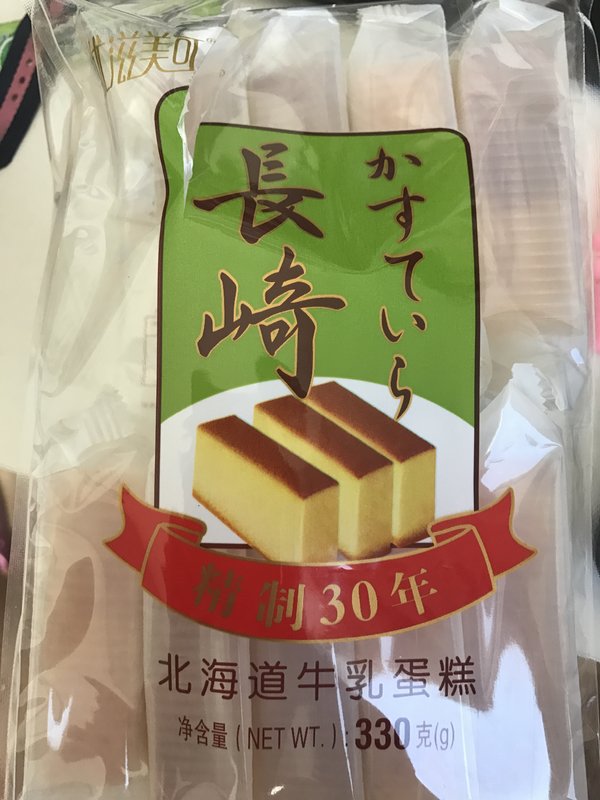 滋美
長崎
かすていら
精制30年
北海道牛乳蛋糕
净含量(NET WT.):330克(g)